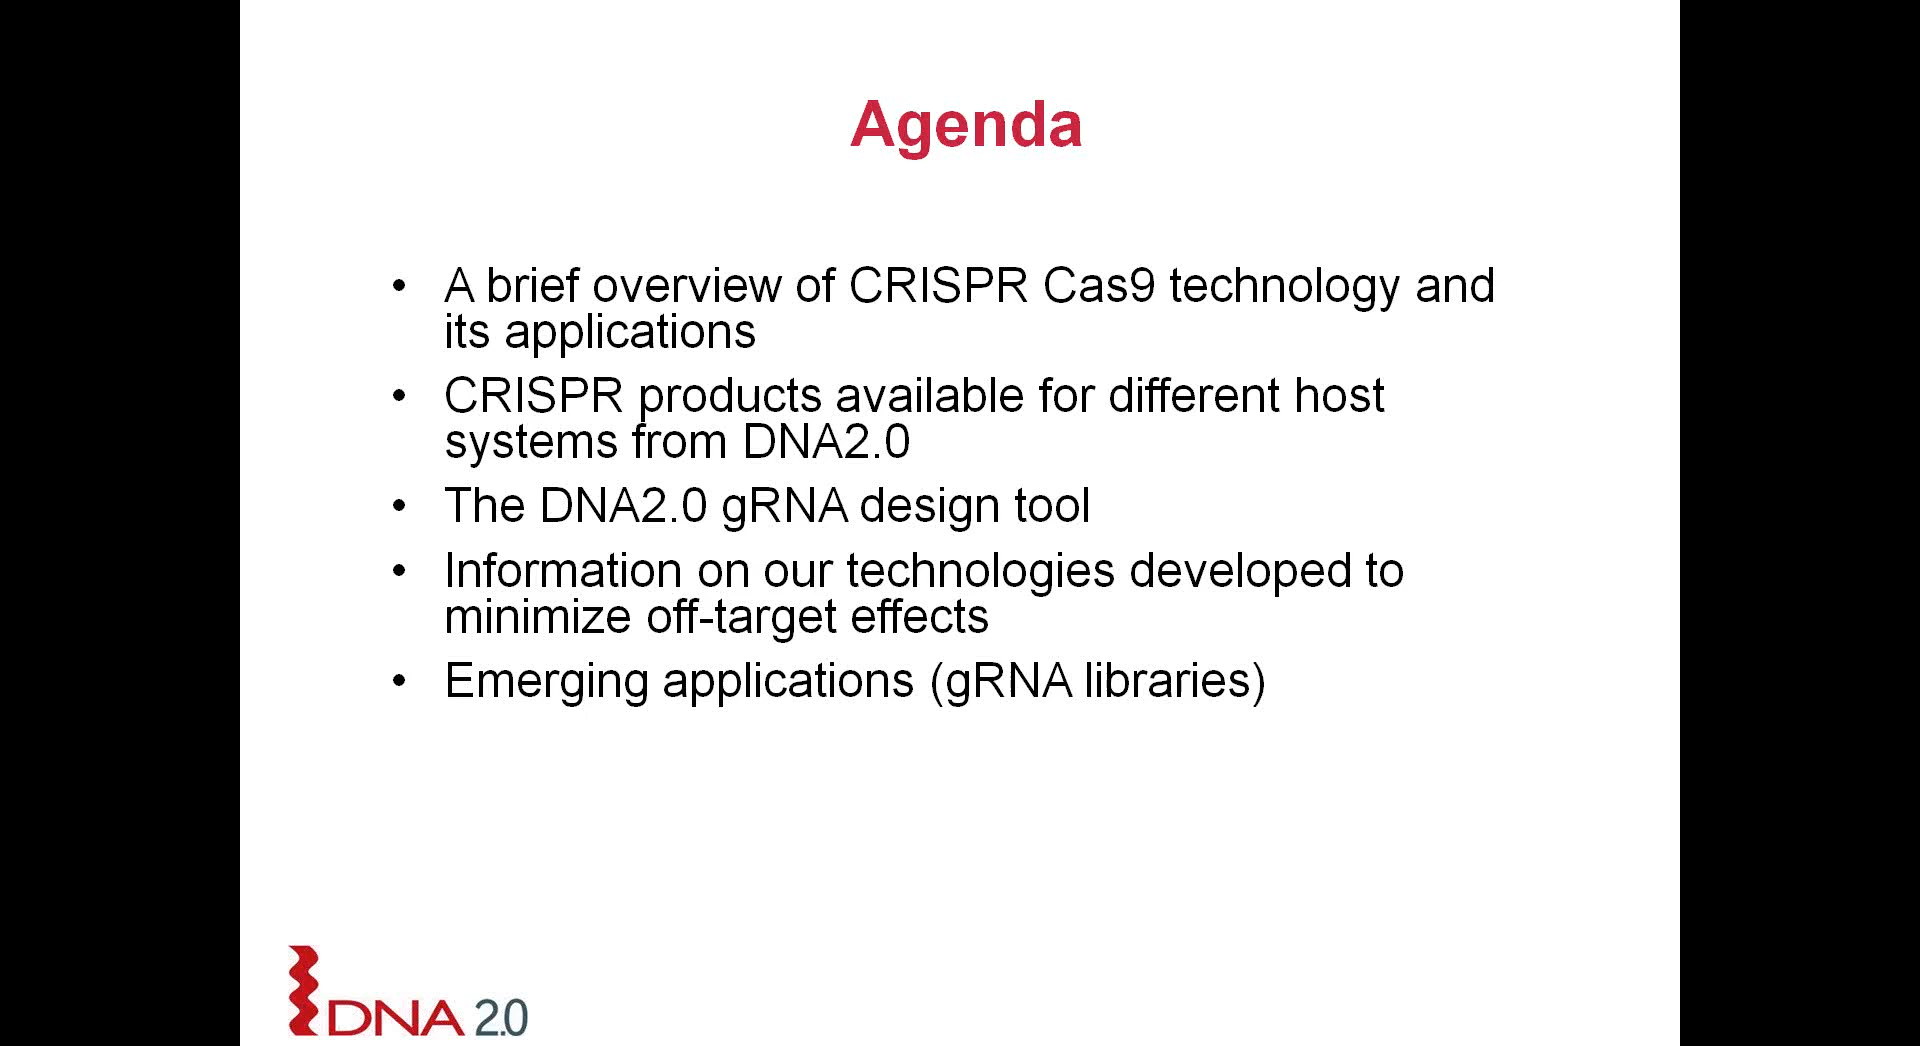 Agenda
• A brief overview of CRISPR Cas9 technology and
its applications
• CRISPR products available for different host
systems from DNA2.0
• The DNA2.0 gRNA design tool
• Information on our technologies developed to
minimize off-target effects
• Emerging applications (gRNA libraries)
DNA 2.0